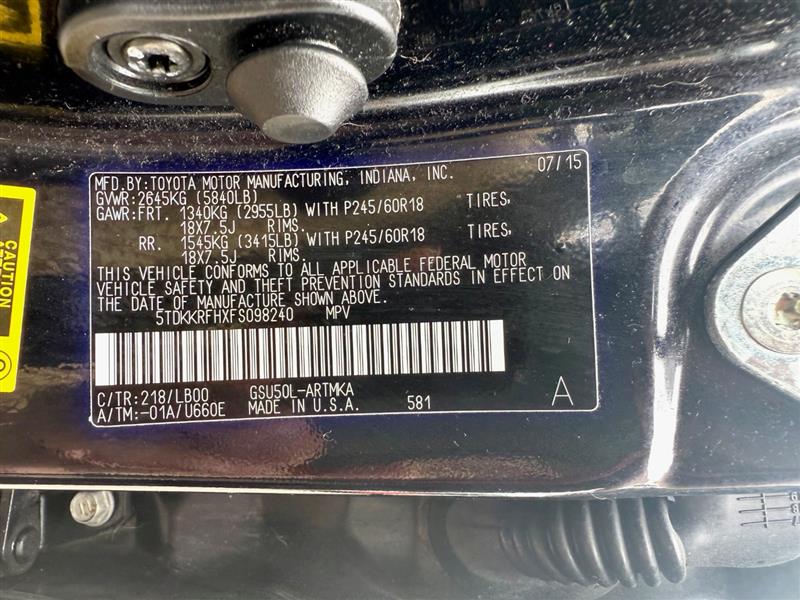 MFD.BY:TOYOTA MOTOR MANUFACTURING, INDIANA, INC. 07/15
GVWR:2645KG (5840LB)
GAWR:FRT. 1340KG (2955LB) WITH P245/60R18 TIRES,
18X7.5J RIMS.
RR. 1545KG (3415LB) WITH P245/60R18 TIRES,
18X7.5J RIMS.
THIS VEHICLE CONFORMS TO ALL APPLICABLE FEDERAL MOTOR
VEHICLE SAFETY AND THEFT PREVENTION STANDARDS IN EFFECT ON
THE DATE OF MANUFACTURE SHOWN ABOVE.
5TDKKRFHXFS098240 MPV
C/TR:218/LB00 GSU50L-ARTMKA
A/TM:-01A/U660E MADE IN U.S.A. 581 A
CAUTION